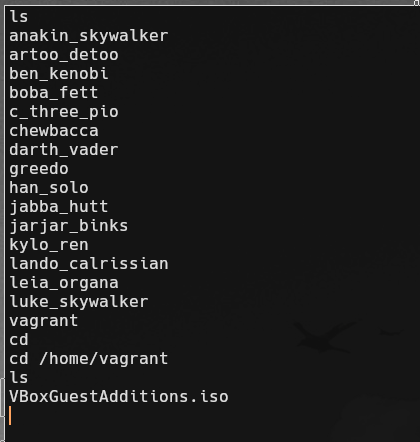 ls
anakin_skywalker
artoo_detoo
ben_kenobi
boba_fett
c_three_pio
chewbacca
darth_vader
greedo
han_solo
jabba_hutt
jarjar_binks
kylo_ren
lando_calrissian
leia_organa
luke_skywalker
vagrant
cd
cd /home/vagrant
ls
VBoxGuestAdditions.iso